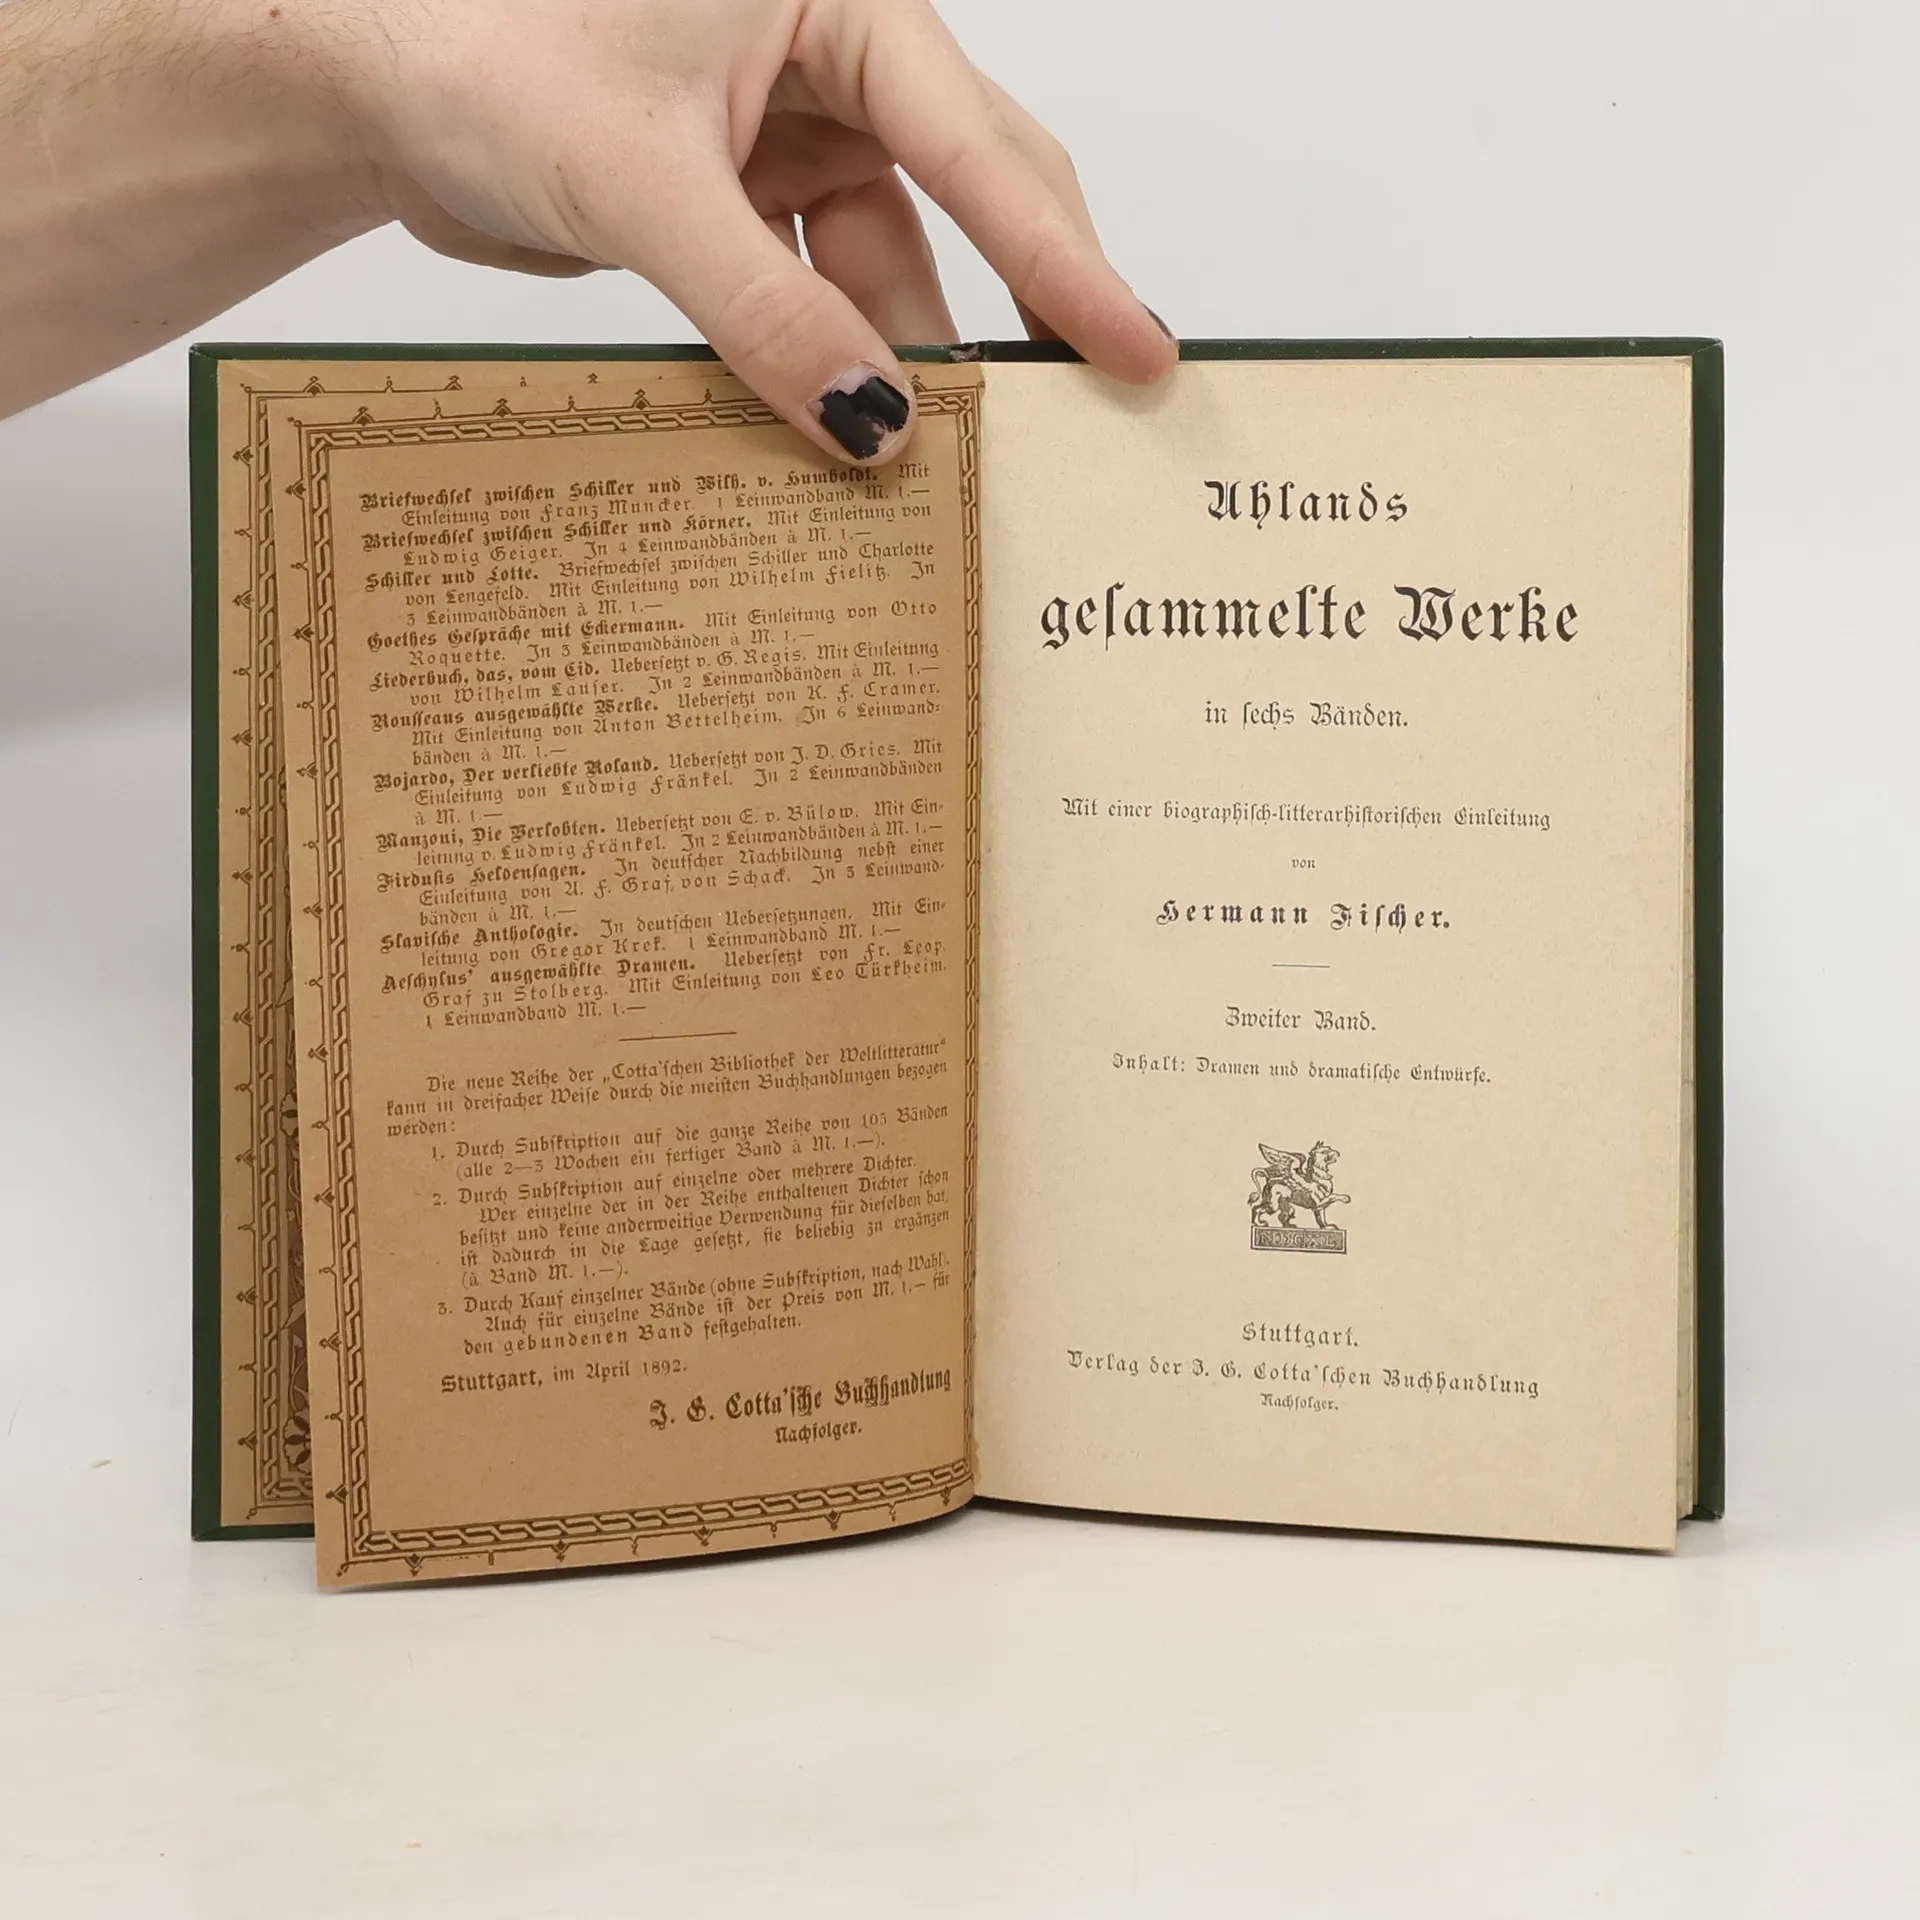 Briefwechsel zwischen Schiller und Wilh. v. Humboldt. Mit
Einleitung von Franz Muncker. 1 Leinwandband M. 1.—
Briefwechsel zwischen Schiller und Körner. Mit Einleitung von
Ludwig Geiger. In 4 Leinwandbänden à M. 1.—
Schiller und Lotte. Briefwechsel zwischen Schiller und Charlotte
von Lengefeld. Mit Einleitung von Wilhelm Fielitz. In
3 Leinwandbänden à M. 1.—
Goethes Gespräche mit Eckermann. Mit Einleitung von Otto
Roquette. In 3 Leinwandbänden à M. 1.—
Liederbuch, das, vom Cid. Uebersetzt v. G. Regis. Mit Einleitung
von Wilhelm Lauser. In 2 Leinwandbänden à M. 1.—
Rousseaus ausgewählte Werke. Uebersetzt von K. F. Cramer.
Mit Einleitung von Anton Bettelheim. In 6 Leinwand-
bänden à M. 1.—
Bojardo, Der verliebte Roland. Uebersetzt von J. D. Gries. Mit
Einleitung von Ludwig Fränkel. In 2 Leinwandbänden
à M. 1.—
Manzoni, Die Verlobten. Uebersetzt von E. v. Bülow. Mit Ein-
leitung v. Ludwig Fränkel. In 2 Leinwandbänden à M. 1.—
Firdusis Heldensagen. In deutscher Nachbildung nebst einer
Einleitung von A. F. Graf von Schack. In 3 Leinwand-
bänden à M. 1.—
Slavische Anthologie. In deutschen Uebersetzungen. Mit Ein-
leitung von Gregor Krek. 1 Leinwandband M. 1.—
Aeschylus' ausgewählte Dramen. Uebersetzt von Fr. Leop.
Graf zu Stolberg. Mit Einleitung von Leo Türkheim.
1 Leinwandband M. 1.—
Die neue Reihe der „Cotta'schen Bibliothek der Weltlitteratur“
kann in dreifacher Weise durch die meisten Buchhandlungen bezogen
werden:
1. Durch Subskription auf die ganze Reihe von 105 Bänden
(alle 2—3 Wochen ein fertiger Band à M. 1.—).
2. Durch Subskription auf einzelne oder mehrere Dichter.
Wer einzelne der in der Reihe enthaltenen Dichter schon
besitzt und keine anderweitige Verwendung für dieselben hat,
ist dadurch in die Lage gesetzt, sie beliebig zu ergänzen
(à Band M. 1.—).
3. Durch Kauf einzelner Bände (ohne Subskription, nach Wahl).
Auch für einzelne Bände ist der Preis von M. 1.— für
den gebundenen Band festgehalten.
Stuttgart, im April 1892.
J. G. Cotta'sche Buchhandlung
Nachfolger.
Uhlands
gesammelte Werke
in sechs Bänden.
Mit einer biographisch-litterarhistorischen Einleitung
von
Hermann Fischer.
Zweiter Band.
Inhalt: Dramen und dramatische Entwürfe.
MDCXL
Stuttgart.
Verlag der J. G. Cotta'schen Buchhandlung
Nachfolger.